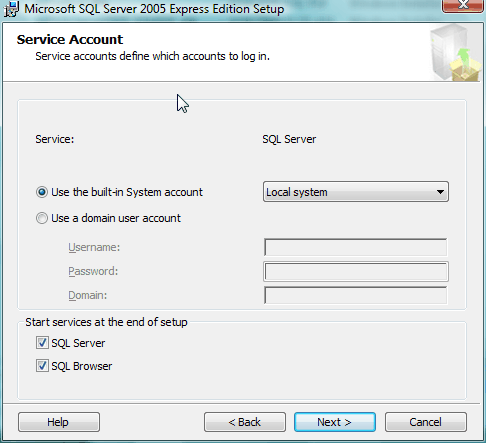 Microsoft SQL Server 2005 Express Edition Setup
Service Account
Service accounts define which accounts to log in.
Service: SQL Server
Use the built-in System account Local system
Use a domain user account
Username:
Password:
Domain:
Start services at the end of setup
SQL Server
SQL Browser
Help < Back Next > Cancel